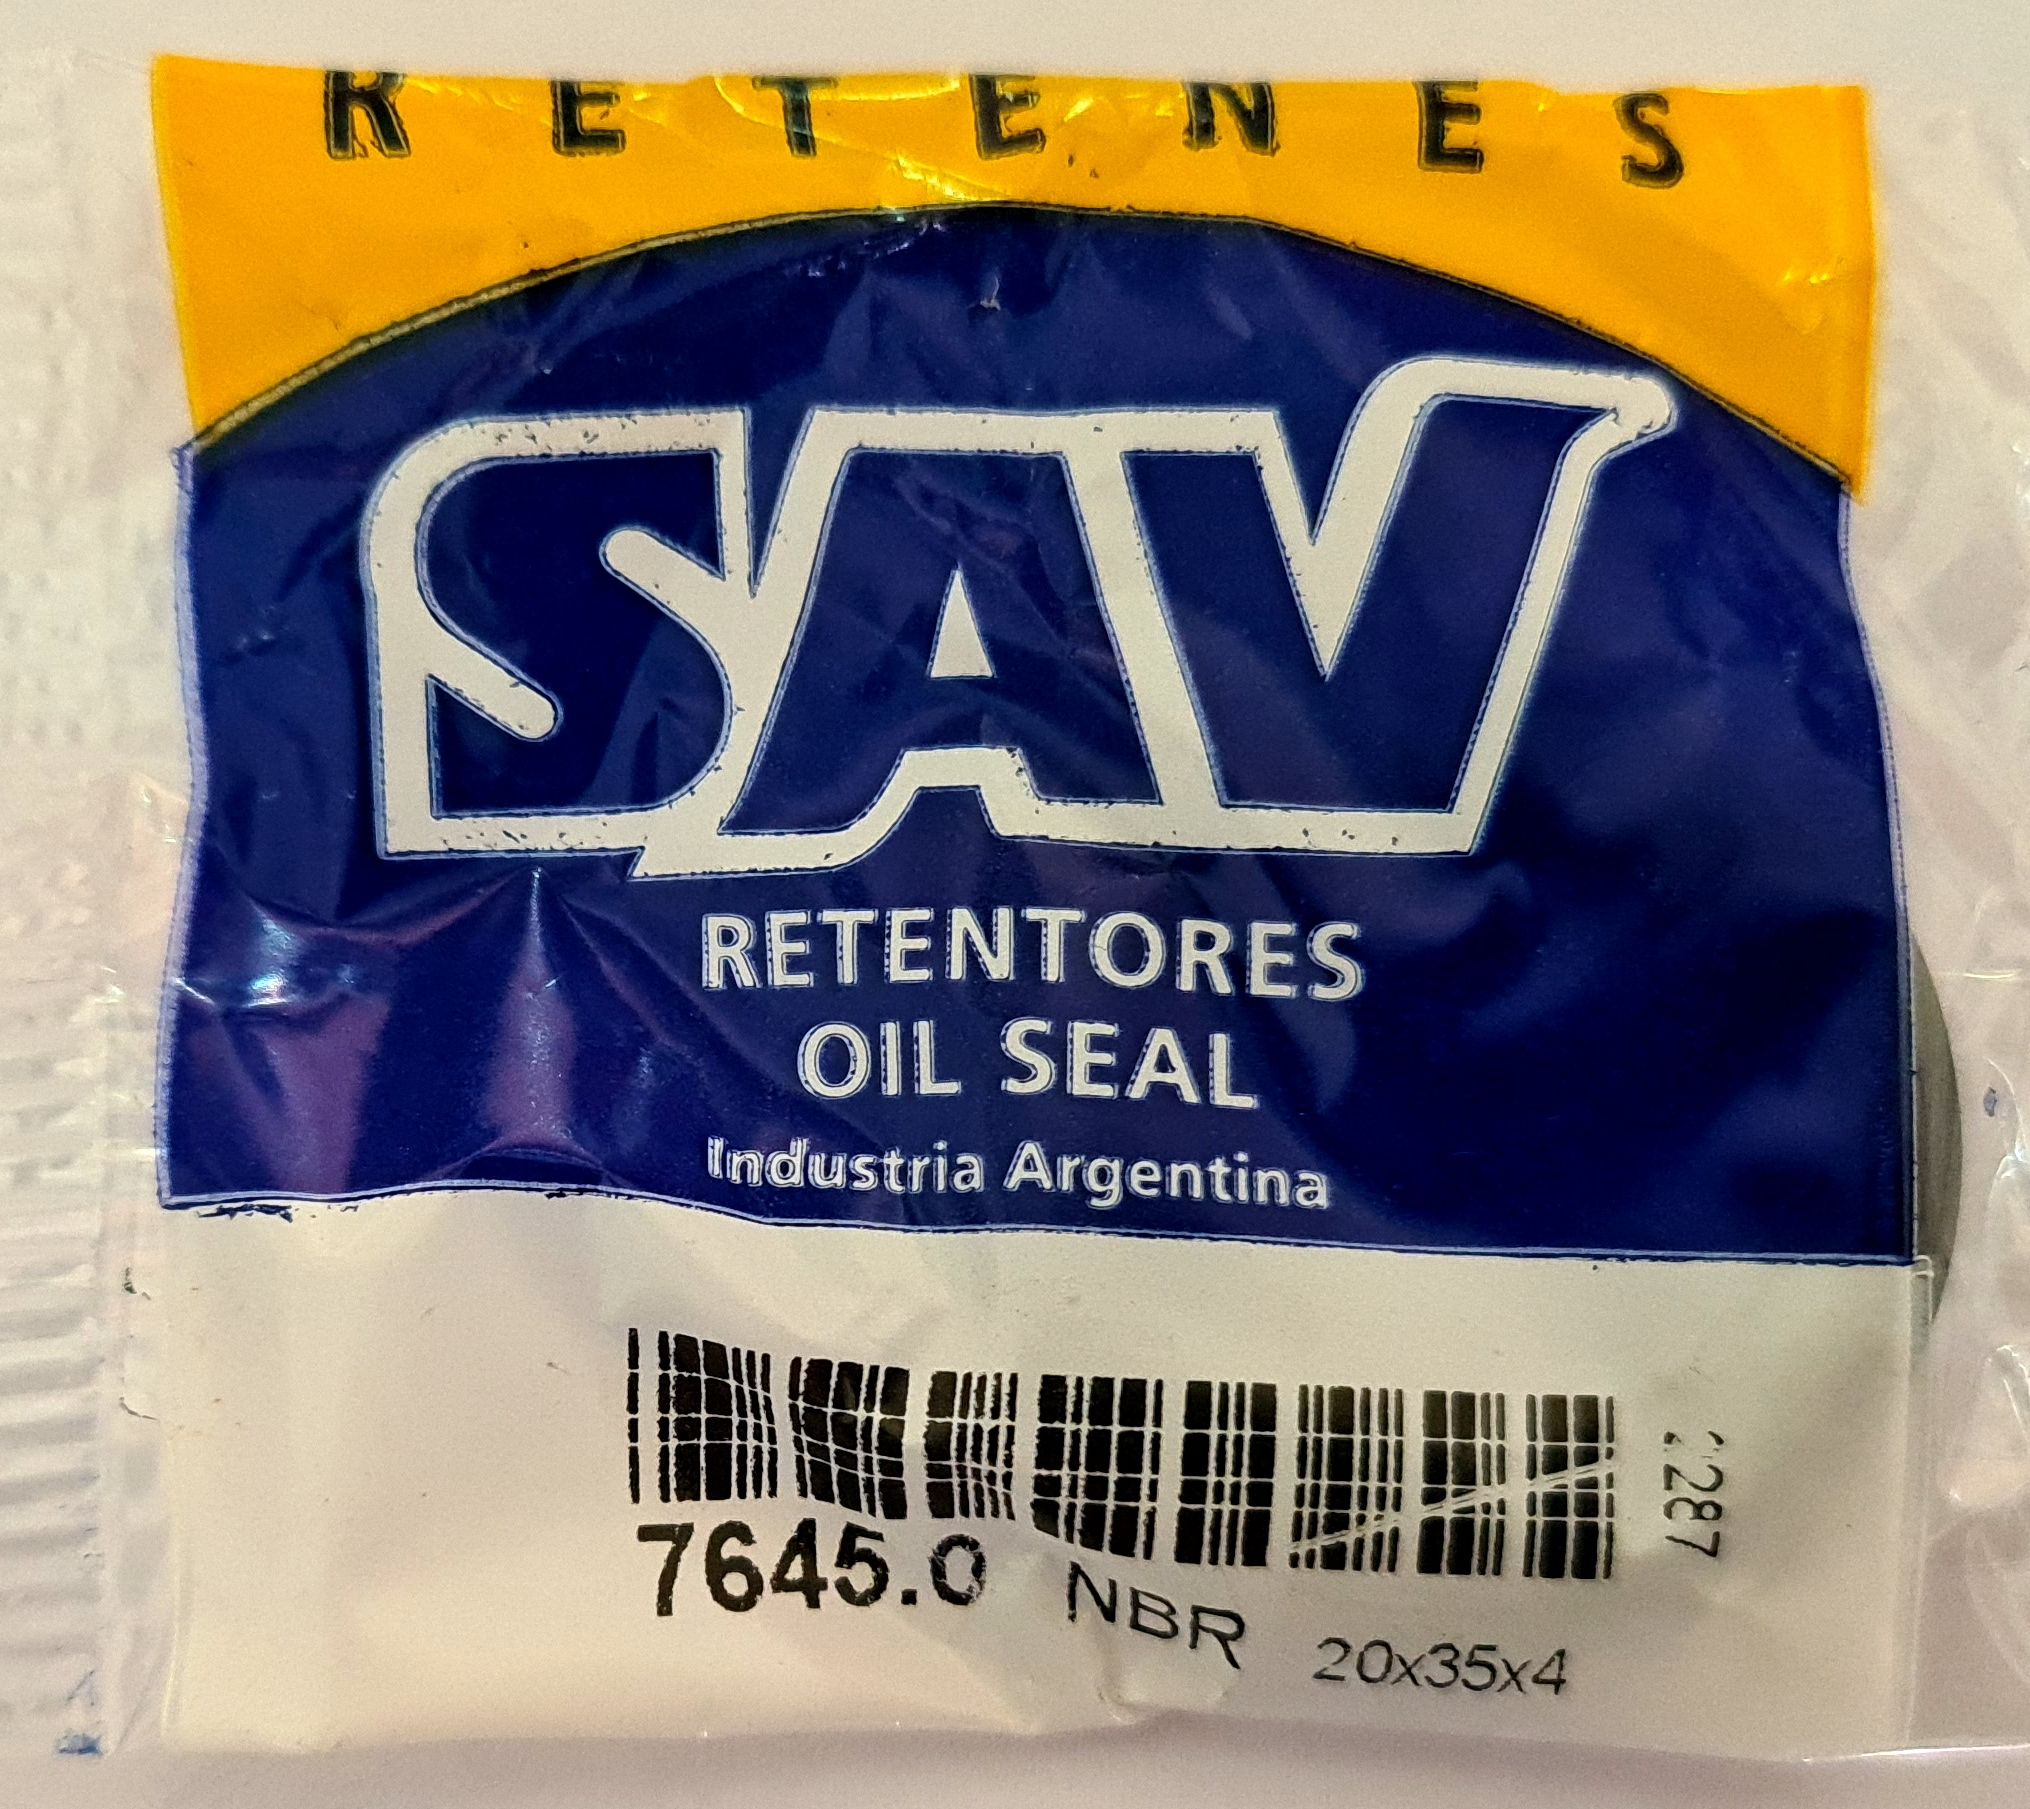 RETENES
SAV
RETENTORES
OIL SEAL
Industria Argentina
7645.0 NBR 20x35x4